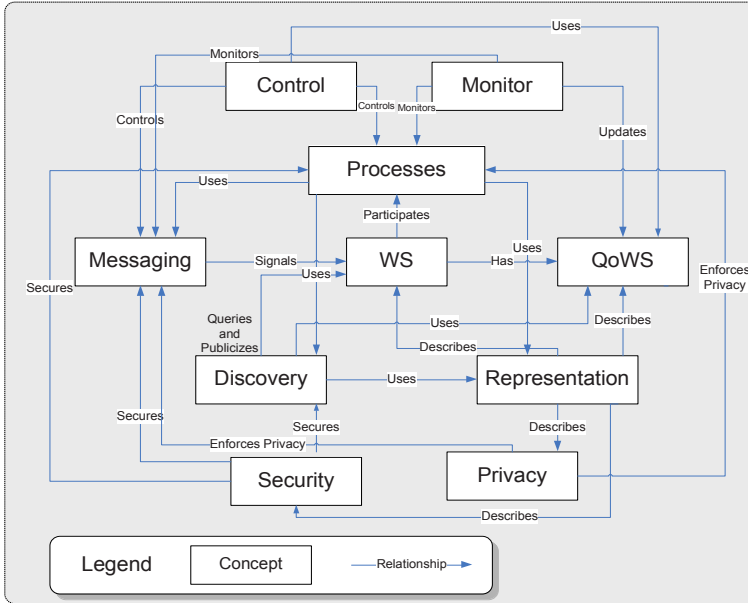 Uses
Monitors
Control
Monitor
Controls
Monitors
Controls
Updates
Processes
Uses
Participates
Messaging
Signals
WS
Uses
Has
QoWS
Uses
Secures
Enforces
Privacy
Queries
and
Publicizes
Uses
Describes
Describes
Discovery
Uses
Representation
Secures
Secures
Describes
Enforces Privacy
Security
Privacy
Describes
Legend
Concept
Relationship